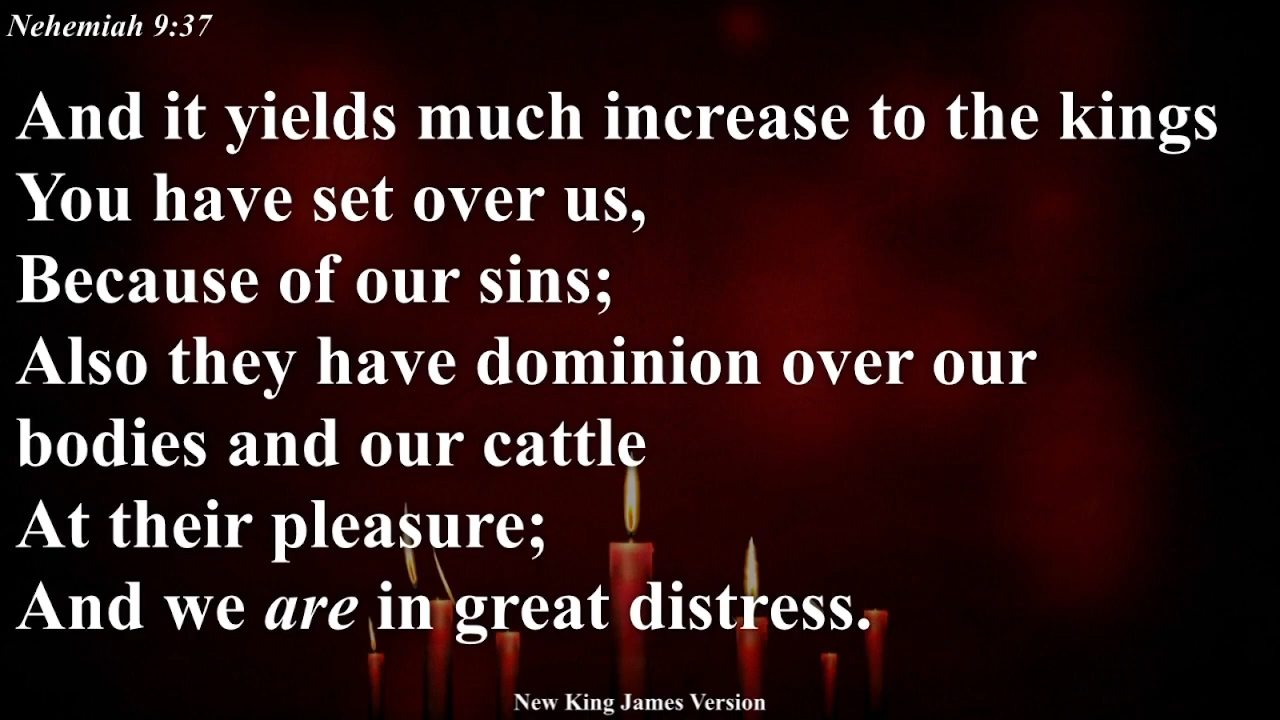 Nehemiah 9:37
And it yields much increase to the kings
You have set over us,
Because of our sins;
Also they have dominion over our
bodies and our cattle
At their pleasure;
And we are in great distress.
New King James Version